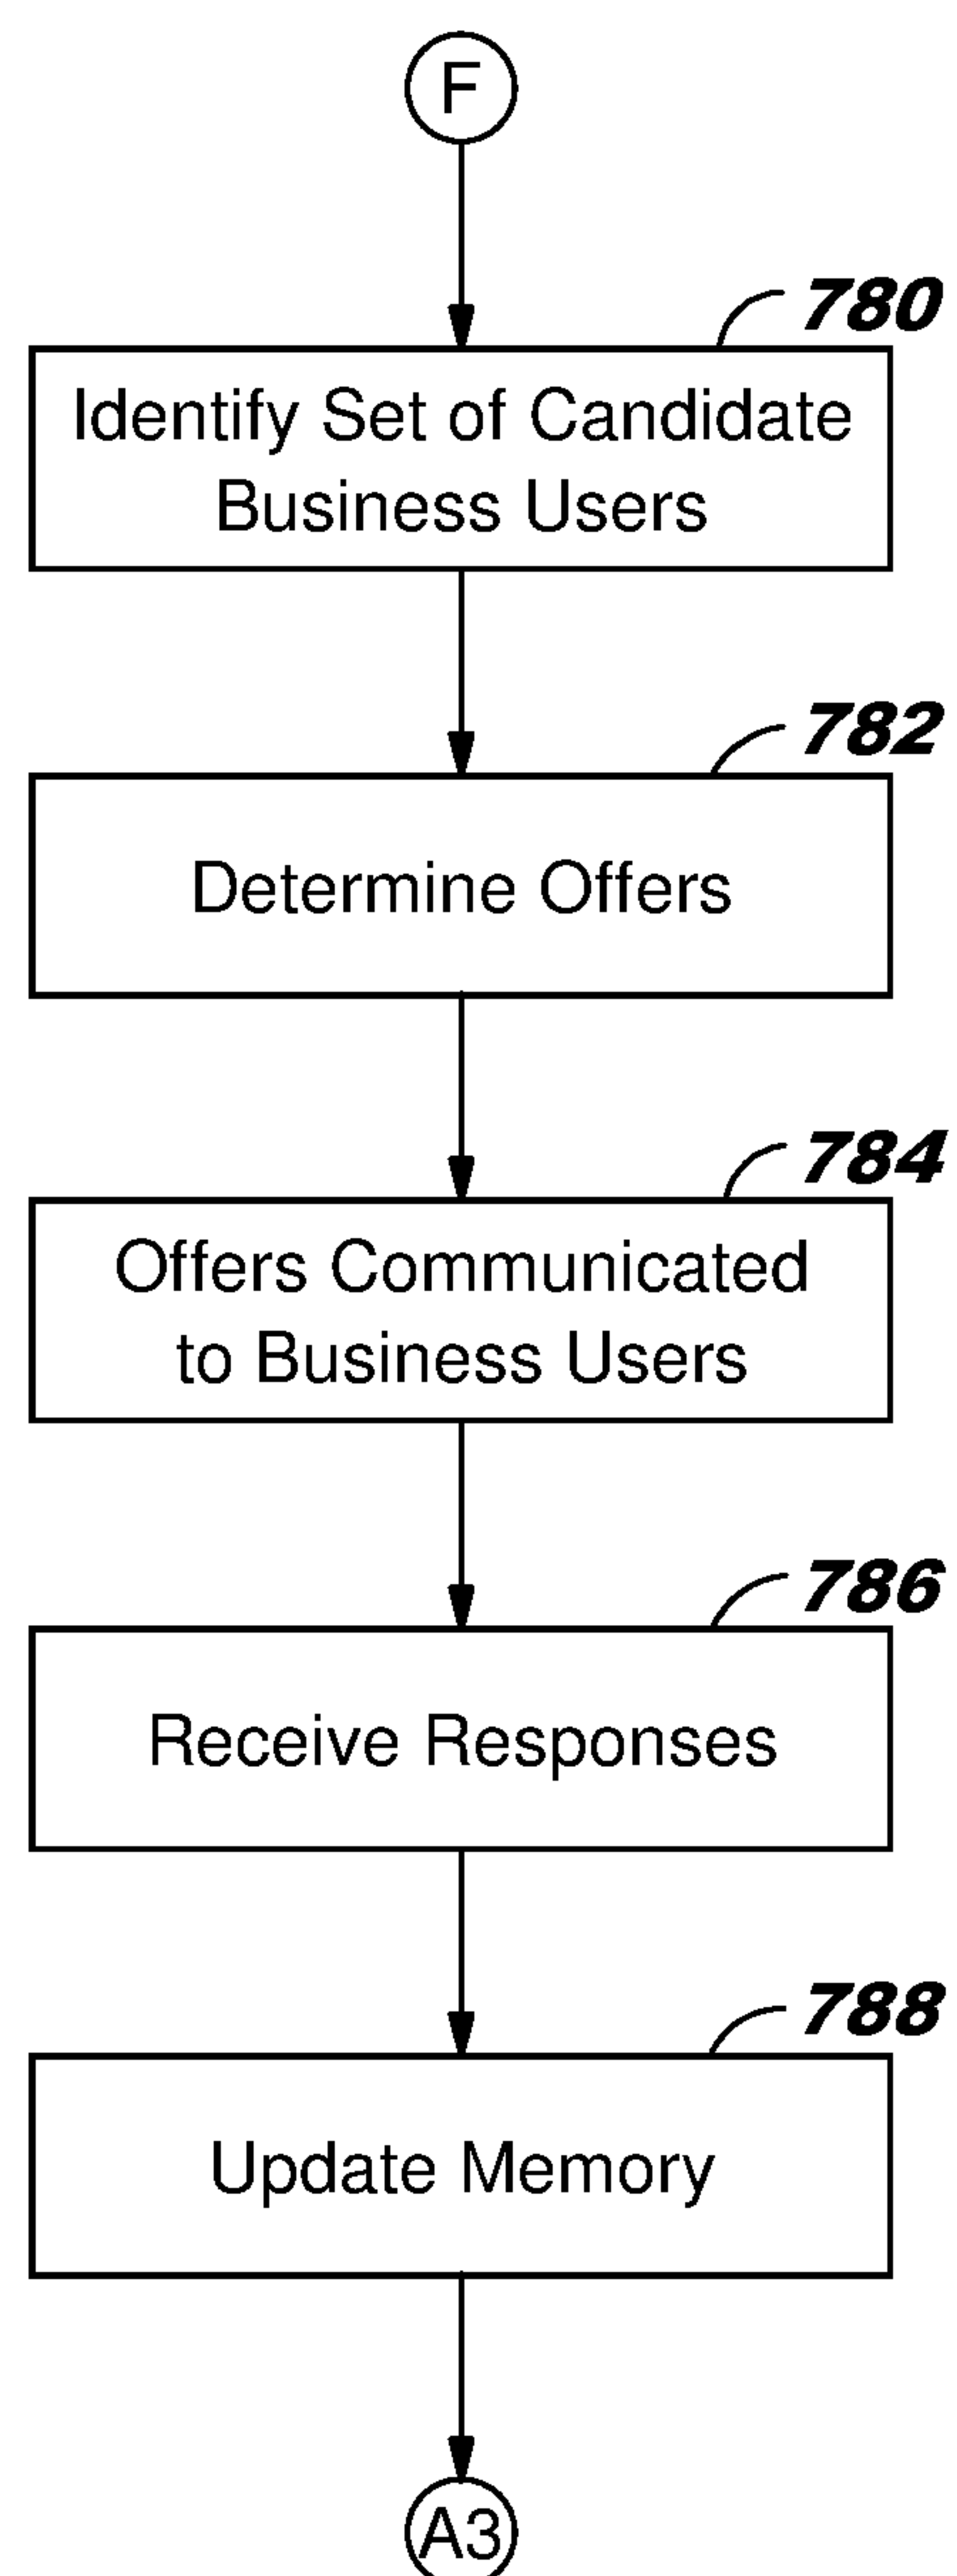 F
780
Identify Set of Candidate
Business Users
782
Determine Offers
784
Offers Communicated
to Business Users
786
Receive Responses
788
Update Memory
A3